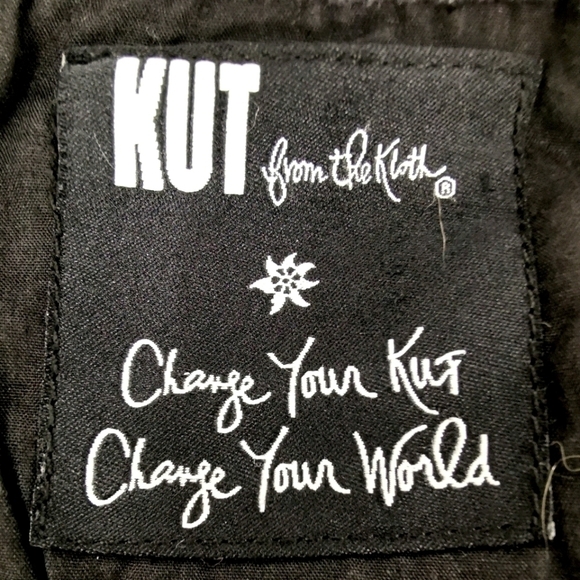 KUT from the Kloth®
Change Your Kut
Change Your World